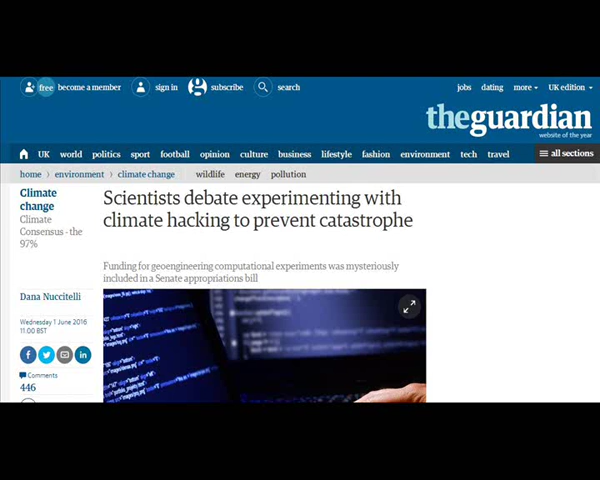 free become a member sign in subscribe search jobs dating more UK edition
theguardian
website of the year
UK world politics sport football opinion culture business lifestyle fashion environment tech travel all sections
home › environment › climate change wildlife energy pollution
Climate
change
Climate
Consensus - the
97%
Scientists debate experimenting with
climate hacking to prevent catastrophe
Funding for geoengineering computational experiments was mysteriously
included in a Senate appropriations bill
Dana Nuccitelli
Wednesday 1 June 2016
11.00 BST
Comments
446